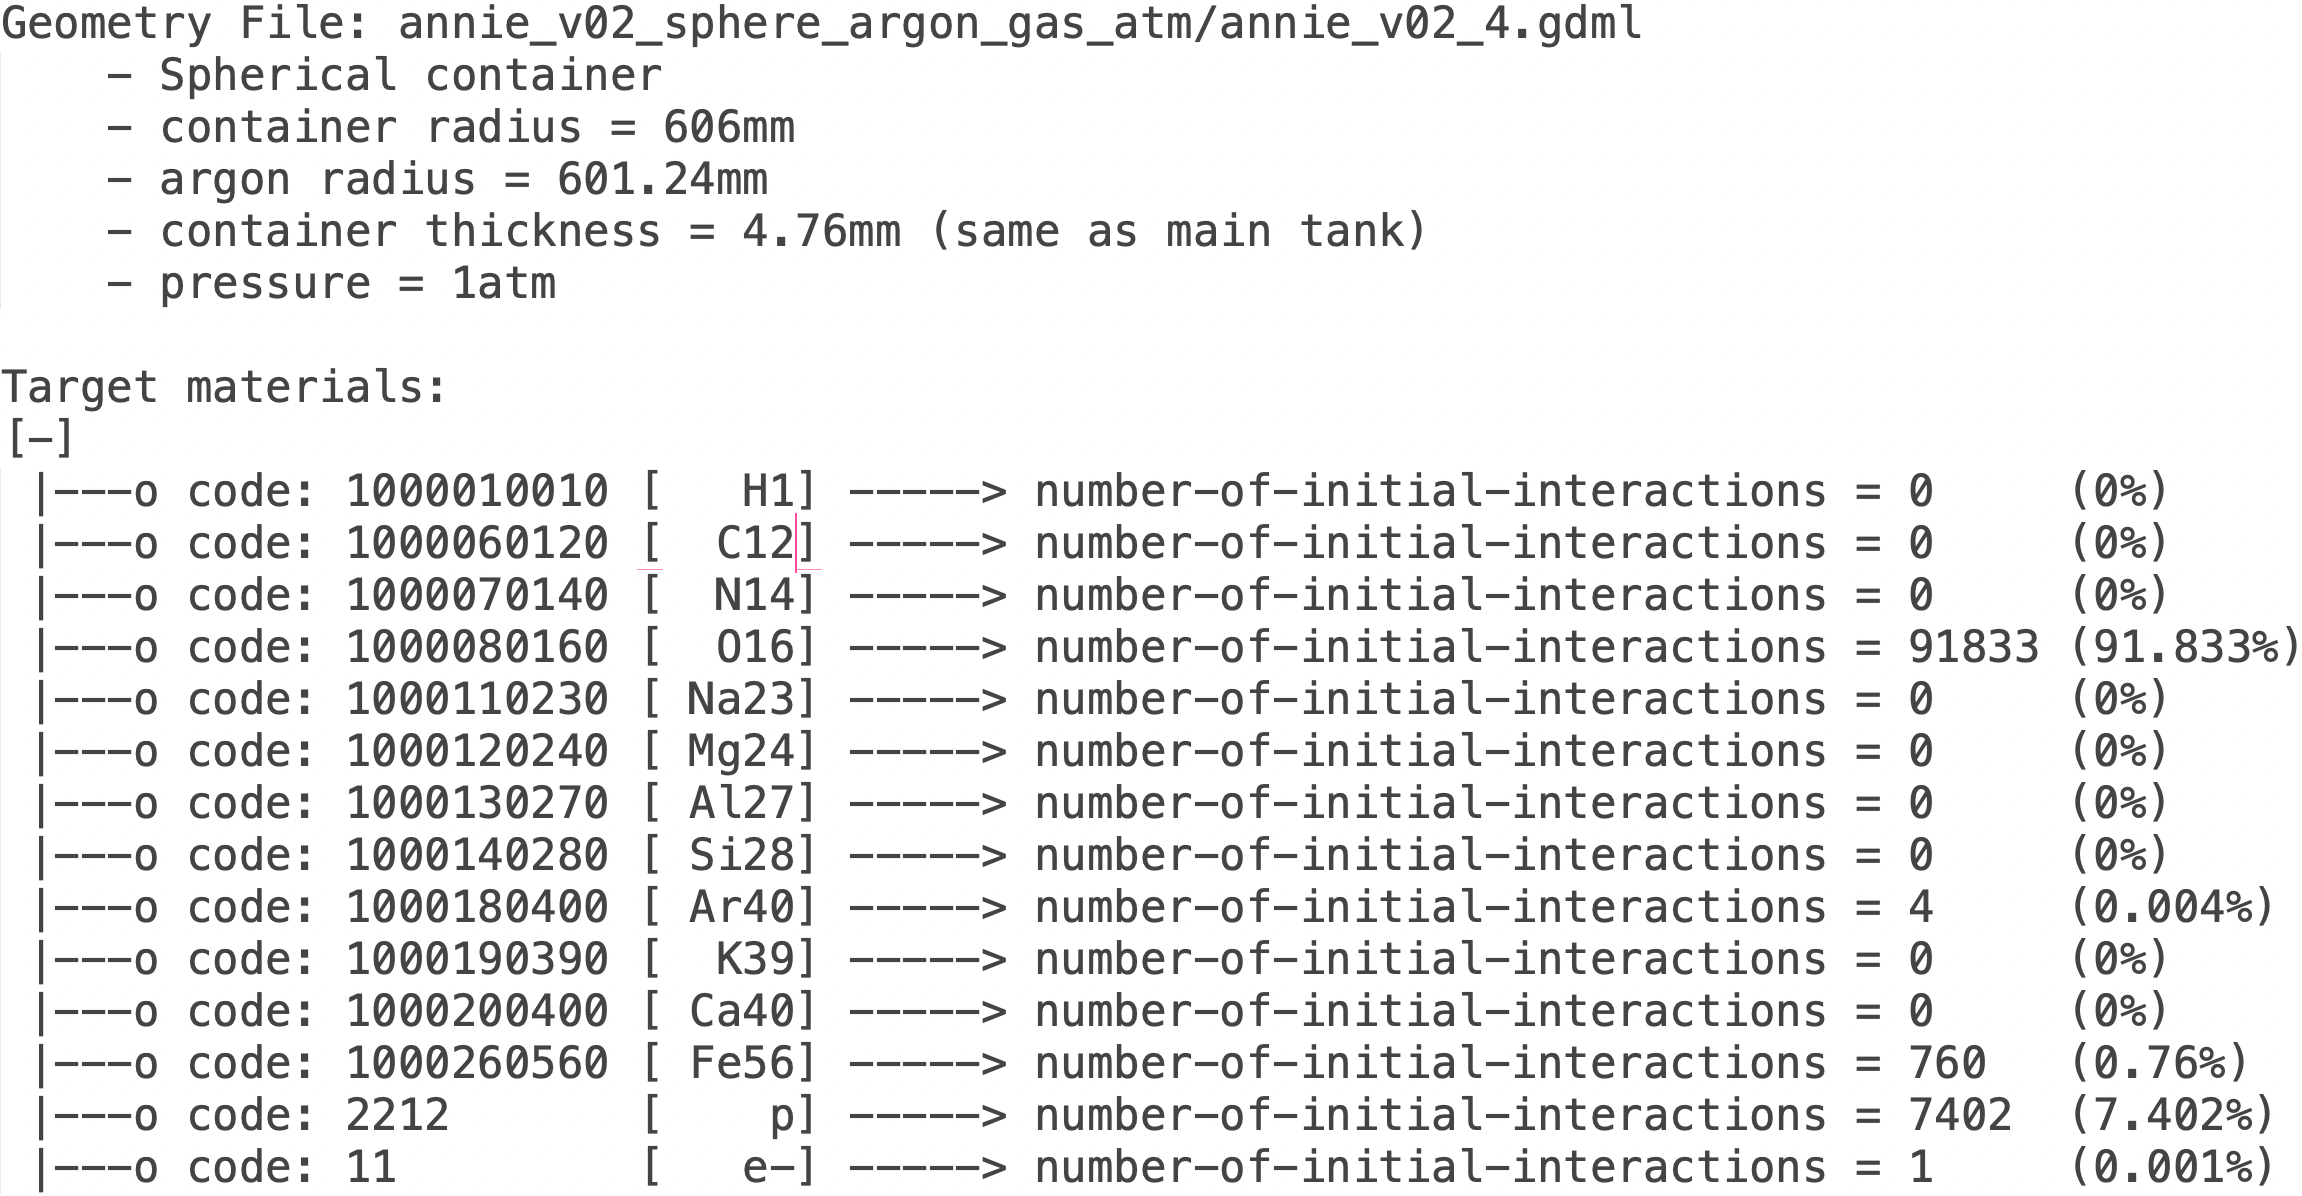 Geometry File: annie_v02_sphere_argon_gas_atm/annie_v02_4.gdml
    – Spherical container
    – container radius = 606mm
    – argon radius = 601.24mm
    – container thickness = 4.76mm (same as main tank)
    – pressure = 1atm

Target materials:
[–]
 |–––o code: 1000010010 [   H1] –––––> number–of–initial–interactions = 0     (0%)
 |–––o code: 1000060120 [  C12] –––––> number–of–initial–interactions = 0     (0%)
 |–––o code: 1000070140 [  N14] –––––> number–of–initial–interactions = 0     (0%)
 |–––o code: 1000080160 [  O16] –––––> number–of–initial–interactions = 91833 (91.833%)
 |–––o code: 1000110230 [ Na23] –––––> number–of–initial–interactions = 0     (0%)
 |–––o code: 1000120240 [ Mg24] –––––> number–of–initial–interactions = 0     (0%)
 |–––o code: 1000130270 [ Al27] –––––> number–of–initial–interactions = 0     (0%)
 |–––o code: 1000140280 [ Si28] –––––> number–of–initial–interactions = 0     (0%)
 |–––o code: 1000180400 [ Ar40] –––––> number–of–initial–interactions = 4     (0.004%)
 |–––o code: 1000190390 [  K39] –––––> number–of–initial–interactions = 0     (0%)
 |–––o code: 1000200400 [ Ca40] –––––> number–of–initial–interactions = 0     (0%)
 |–––o code: 1000260560 [ Fe56] –––––> number–of–initial–interactions = 760   (0.76%)
 |–––o code: 2212       [    p] –––––> number–of–initial–interactions = 7402  (7.402%)
 |–––o code: 11         [   e–] –––––> number–of–initial–interactions = 1     (0.001%)